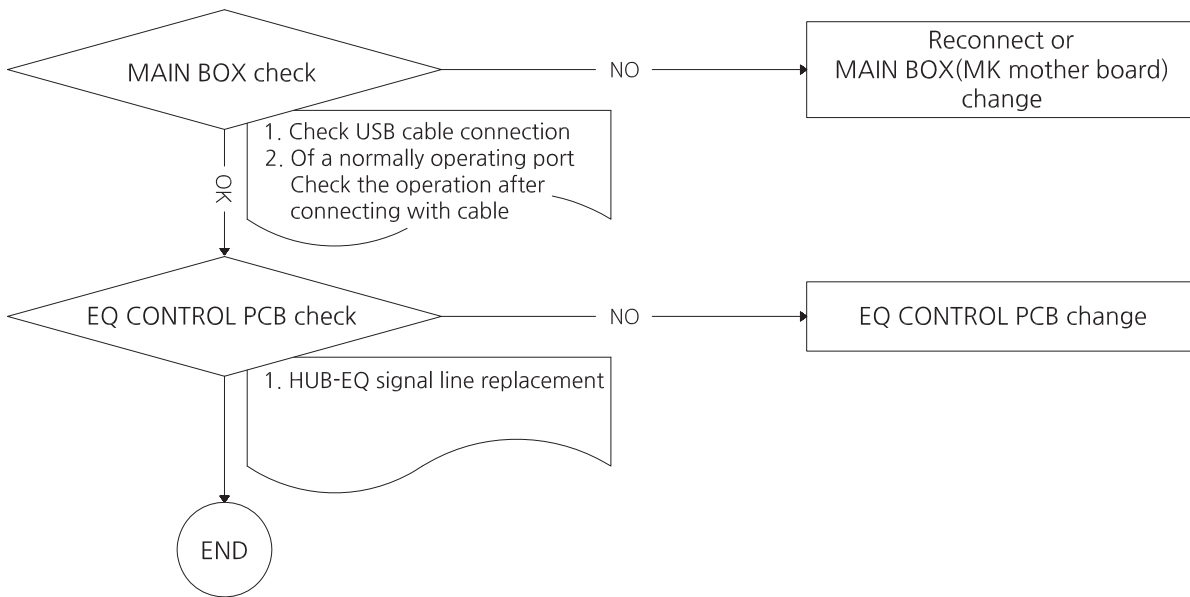 MAIN BOX check
NO
Reconnect or
MAIN BOX(MK mother board)
change
1. Check USB cable connection
2. Of a normally operating port
Check the operation after
connecting with cable
OK
EQ CONTROL PCB check
NO
EQ CONTROL PCB change
1. HUB-EQ signal line replacement
END